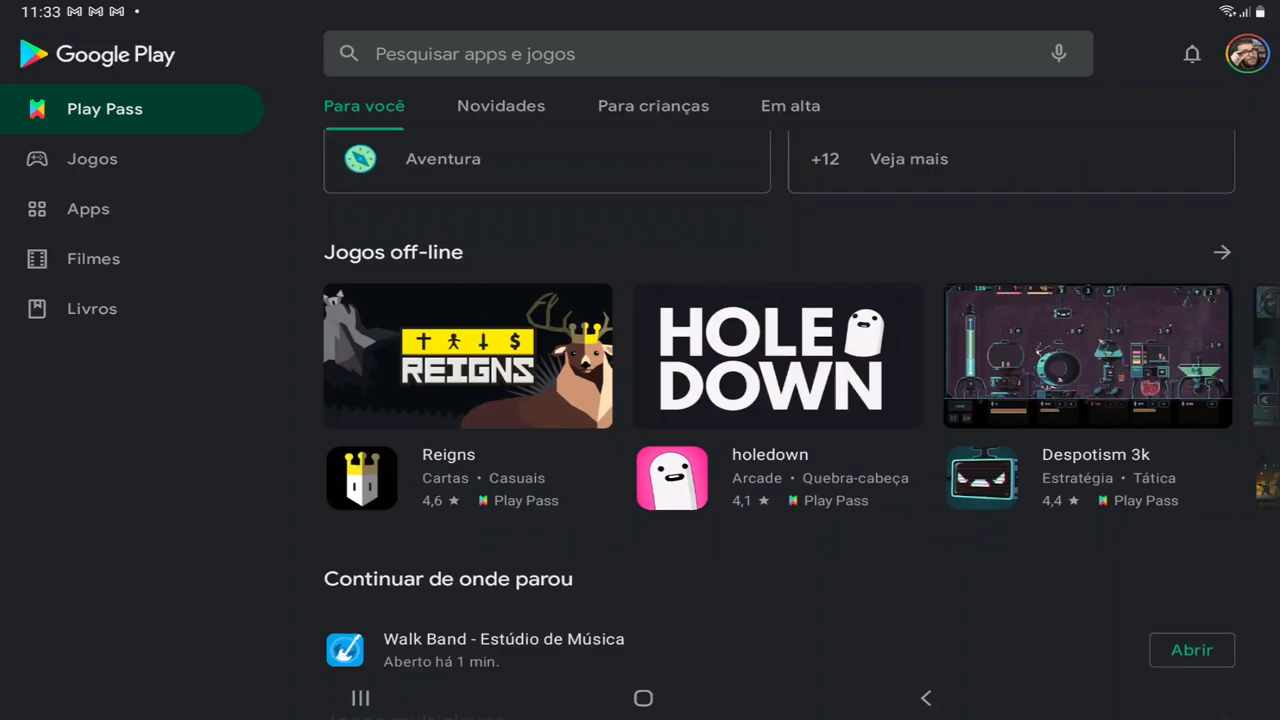 11:33
Google Play
Pesquisar apps e jogos
Play Pass
Jogos
Apps
Filmes
Livros
Para você
Novidades
Para crianças
Em alta
Aventura
+12 Veja mais
Jogos off-line
REIGNS
HOLE
DOWN
Reigns
Cartas • Casuais
4,6 ★ Play Pass
holedown
Arcade • Quebra-cabeça
4,1 ★ Play Pass
Despotism 3k
Estratégia • Tática
4,4 ★ Play Pass
Continuar de onde parou
Walk Band - Estúdio de Música
Aberto há 1 min.
Abrir